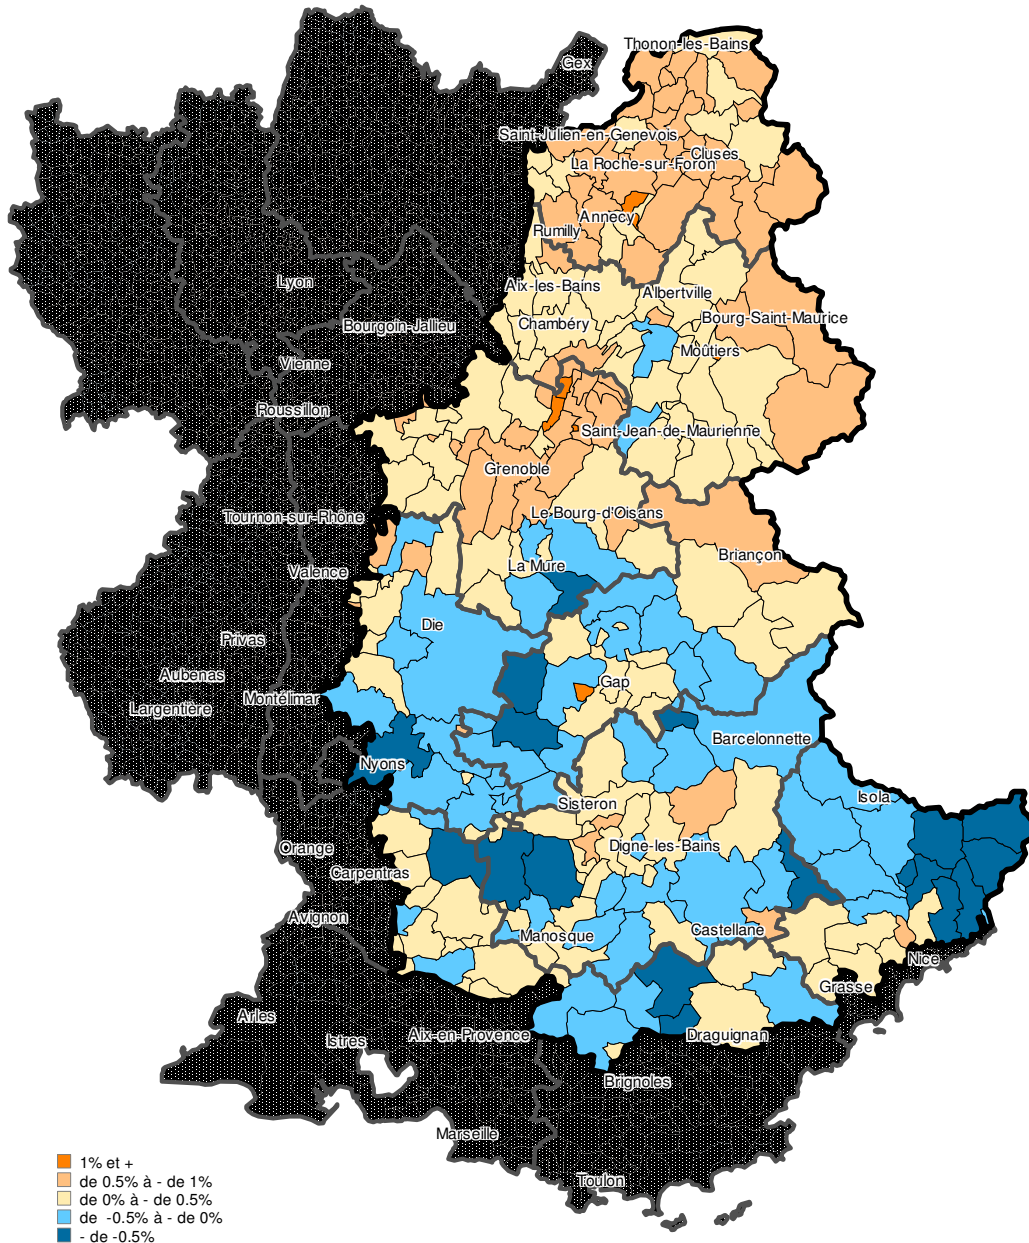 Thonon-les-Bains
Gex
Saint-Julien-en-Genevois
Cluses
La Roche-sur-Foron
Annecy
Rumilly
Lyon
Aix-les-Bains
Albertville
Bourgoin-Jallieu
Chambéry
Bourg-Saint-Maurice
Vienne
Moûtiers
Roussillon
Saint-Jean-de-Maurienne
Grenoble
Tournon-sur-Rhône
Le-Bourg-d'Oisans
Briançon
Valence
La Mure
Die
Privas
Aubenas
Gap
Largentière
Montélimar
Barcelonnette
Nyons
Isola
Sisteron
Orange
Digne-les-Bains
Carpentras
Avignon
Castellane
Manosque
Nice
Grasse
Arles
Istres
Aix-en-Provence
Draguignan
Brignoles
Marseille
Toulon
1% et +
de 0.5% à - de 1%
de 0% à - de 0.5%
de -0.5% à - de 0%
- de -0.5%